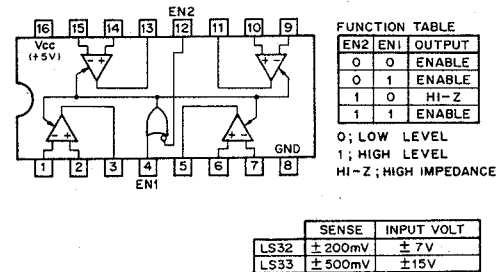 EN2
16 15 14 13 12 11 10 9
Vcc
(+5V)
- + + -
- + + -
GND
1 2 3 4 5 6 7 8
EN1
FUNCTION TABLE
EN2 EN1 OUTPUT
0 0 ENABLE
0 1 ENABLE
1 0 HI-Z
1 1 ENABLE
0; LOW LEVEL
1; HIGH LEVEL
HI-Z; HIGH IMPEDANCE
SENSE INPUT VOLT
LS32 ±200mV ±7V
LS33 ±500mV ±15V